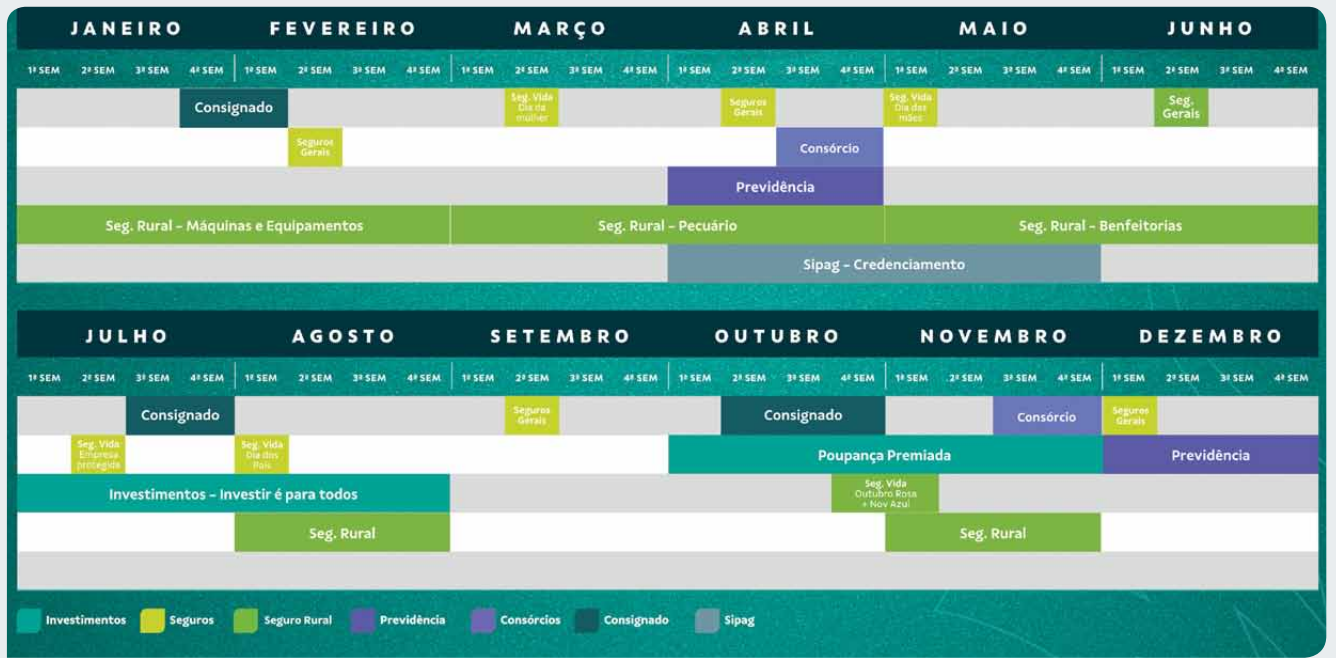 JANEIRO FEVEREIRO MARÇO ABRIL MAIO JUNHO
1ª SEM 2ª SEM 3ª SEM 4ª SEM 1ª SEM 2ª SEM 3ª SEM 4ª SEM 1ª SEM 2ª SEM 3ª SEM 4ª SEM 1ª SEM 2ª SEM 3ª SEM 4ª SEM 1ª SEM 2ª SEM 3ª SEM 4ª SEM 1ª SEM 2ª SEM 3ª SEM 4ª SEM
Consignado
Seg. Vida
Dia da
mulher
Seguros
Gerais
Seg. Vida
Dia das
mães
Seg.
Gerais
Seguros
Gerais
Consórcio
Previdência
Seg. Rural - Máquinas e Equipamentos
Seg. Rural - Pecuário
Seg. Rural - Benfeitorias
Sipag - Credenciamento
JULHO AGOSTO SETEMBRO OUTUBRO NOVEMBRO DEZEMBRO
1ª SEM 2ª SEM 3ª SEM 4ª SEM 1ª SEM 2ª SEM 3ª SEM 4ª SEM 1ª SEM 2ª SEM 3ª SEM 4ª SEM 1ª SEM 2ª SEM 3ª SEM 4ª SEM 1ª SEM 2ª SEM 3ª SEM 4ª SEM 1ª SEM 2ª SEM 3ª SEM 4ª SEM
Consignado
Seguros
Gerais
Consignado
Consórcio
Seguros
Gerais
Seg. Vida
Empresa
protegida
Seg. Vida
Dia dos
Pais
Poupança Premiada
Previdência
Investimentos - Investir é para todos
Seg. Vida
Outubro Rosa
+ Nov Azul
Seg. Rural
Seg. Rural
Investimentos Seguros Seguro Rural Previdência Consórcios Consignado Sipag